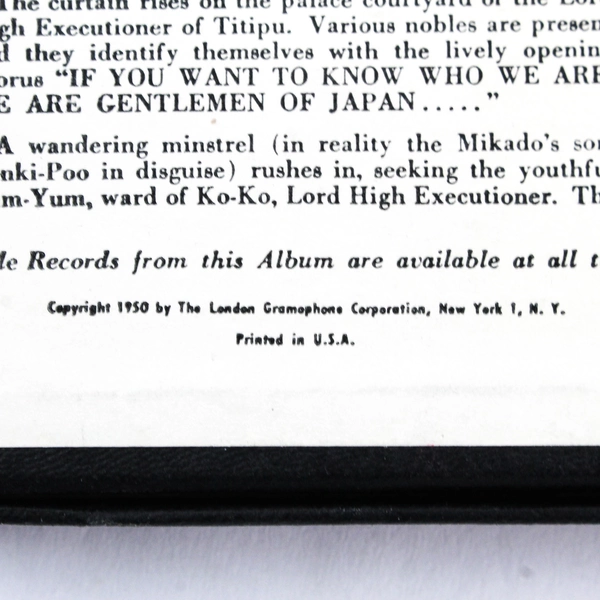 The curtain rises on the palace courtyard of the Lord
gh Executioner of Titipu. Various nobles are presen
d they identify themselves with the lively openin
orus “IF YOU WANT TO KNOW WHO WE ARE
E ARE GENTLEMEN OF JAPAN.....”
A wandering minstrel (in reality the Mikado’s son
nki-Poo in disguise) rushes in, seeking the youthfu
m-Yum, ward of Ko-Ko, Lord High Executioner. Th
le Records from this Album are available at all t
Copyright 1950 by The London Gramophone Corporation, New York 1, N. Y.
Printed in U.S.A.